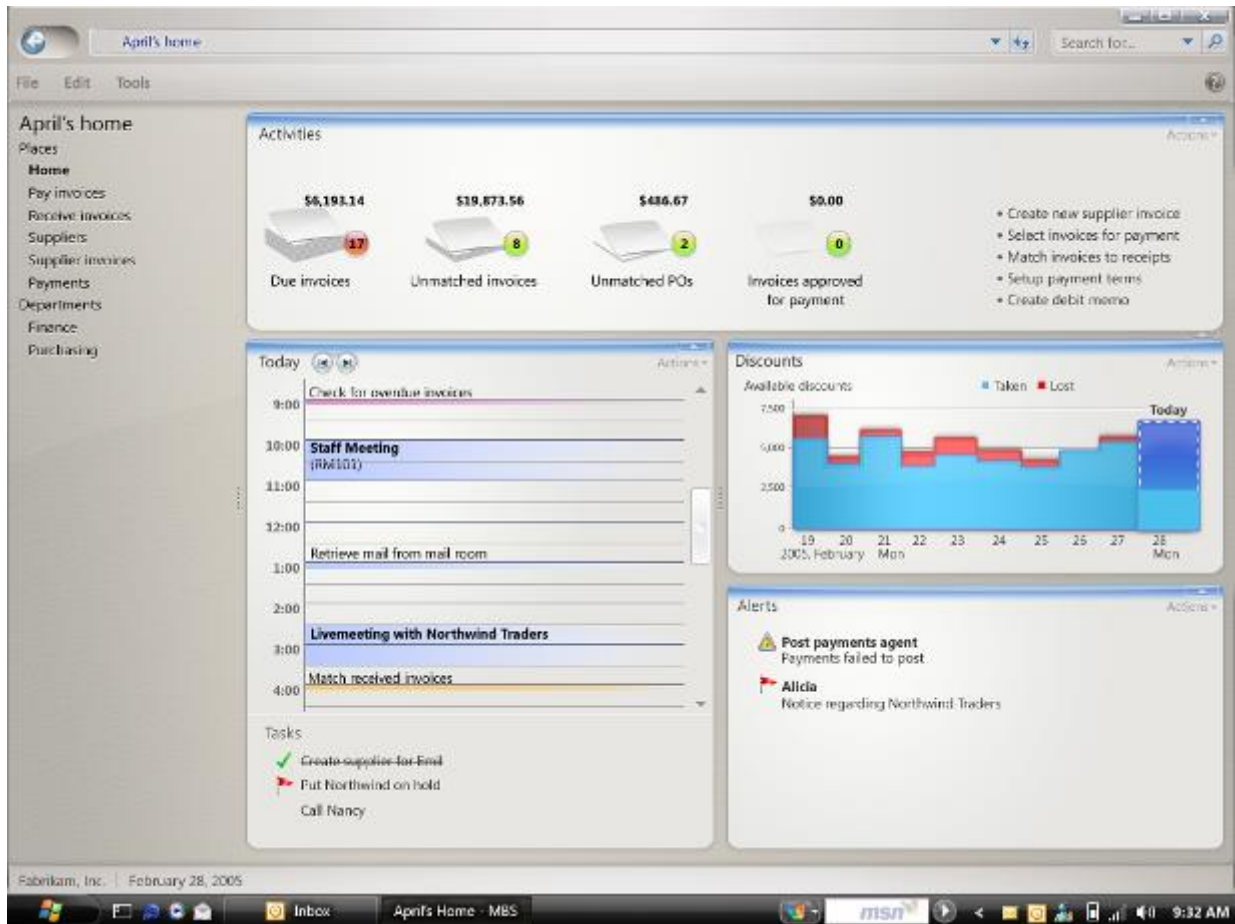 April's home
Search for...
File Edit Tools
April's home
Places
Home
Pay invoices
Receive invoices
Suppliers
Supplier invoices
Payments
Departments
Finance
Purchasing
Activities
Actions
$6,193.14
17
Due invoices
$19,873.56
8
Unmatched invoices
$486.67
2
Unmatched POs
$0.00
0
Invoices approved
for payment
• Create new supplier invoice
• Select invoices for payment
• Match invoices to receipts
• Setup payment terms
• Create debit memo
Today
Actions
Check for overdue invoices
9:00
10:00 Staff Meeting
(RM101)
11:00
12:00
Retrieve mail from mail room
1:00
2:00
Livemeeting with Northwind Traders
3:00
Match received invoices
4:00
Tasks
Create supplier for Emil
Put Northwind on hold
Call Nancy
Discounts
Actions
Available discounts
Taken Lost
Today
7,500
5,000
2,500
0
19 20 21 22 23 24 25 26 27 28
2005, February Mon Mon
Alerts
Actions
Post payments agent
Payments failed to post
Alicia
Notice regarding Northwind Traders
Fabrikam, Inc. February 28, 2005
Inbox
April's Home - MBS
msn
9:32 AM